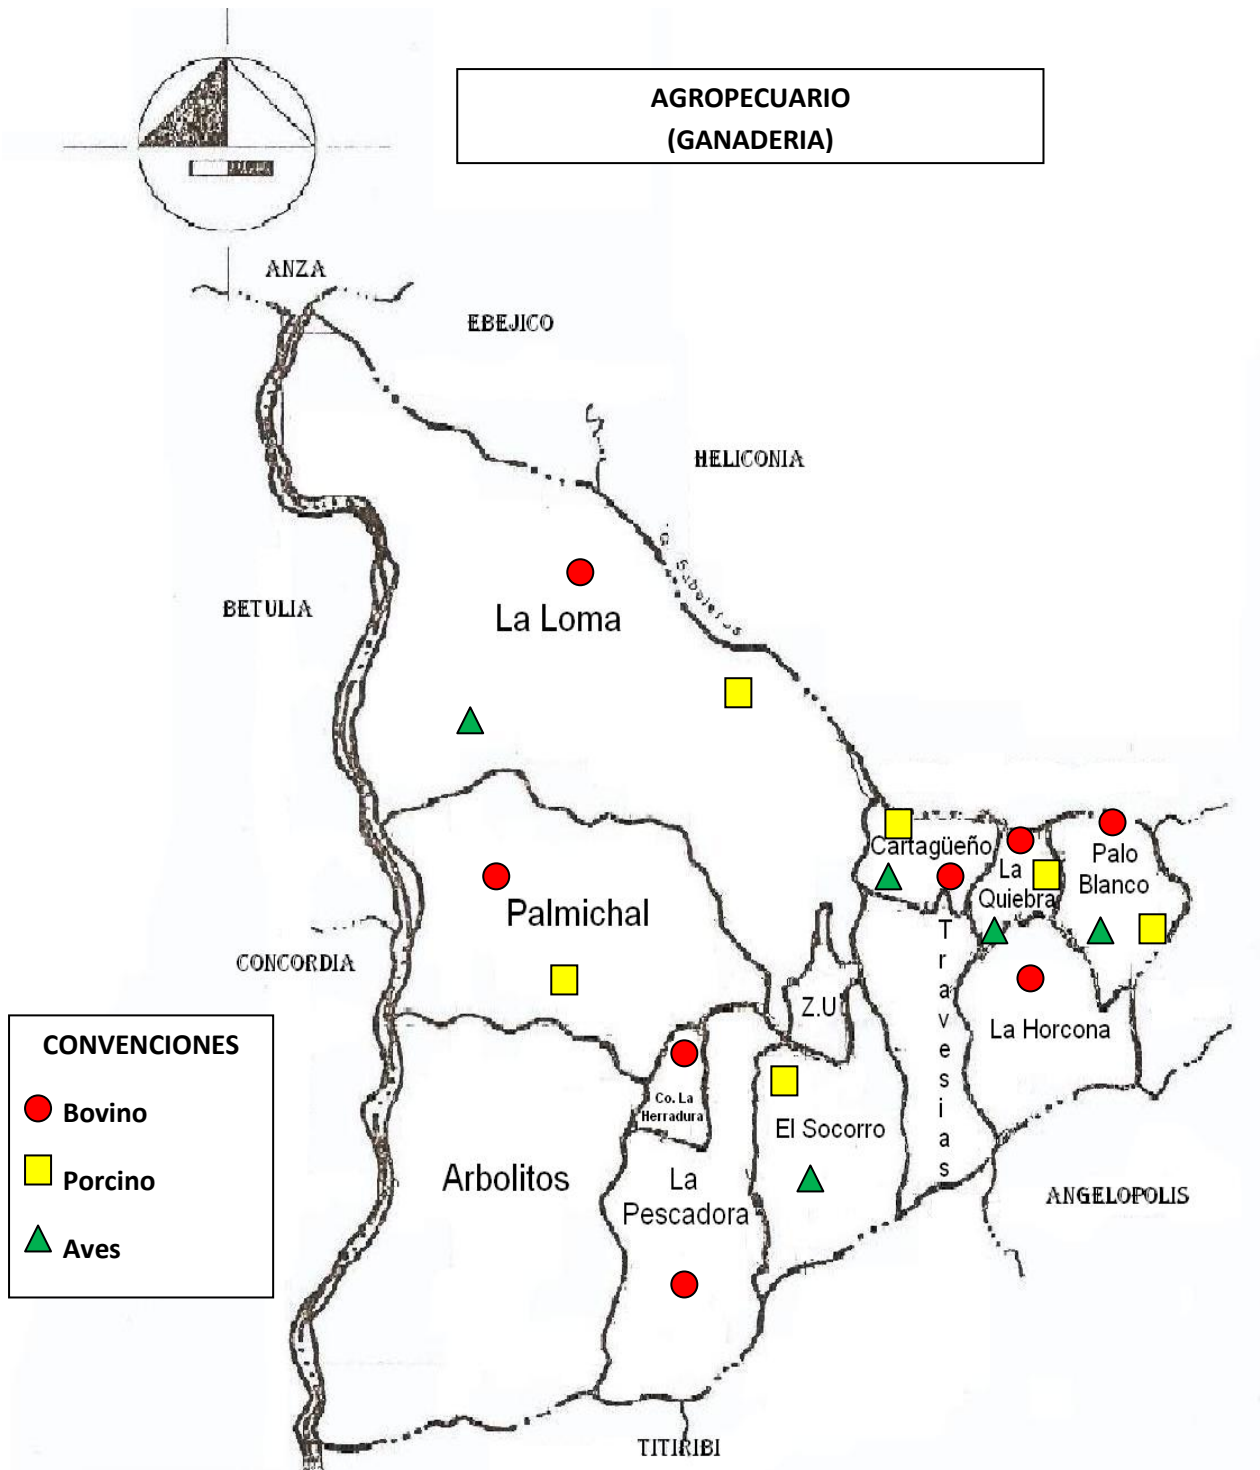 AGROPECUARIO
(GANADERIA)
ANZA
EBEJICO
HELICONIA
BETULIA
La Loma
Cartagüeño
La
Quiebra
Palo
Blanco
Palmichal
CONCORDIA
Travesias
Z.U
La Horcona
CONVENCIONES
Bovino
Porcino
Aves
Co. La
Herradura
El Socorro
Arbolitos
La
Pescadora
ANGELOPOLIS
TITIRIBI